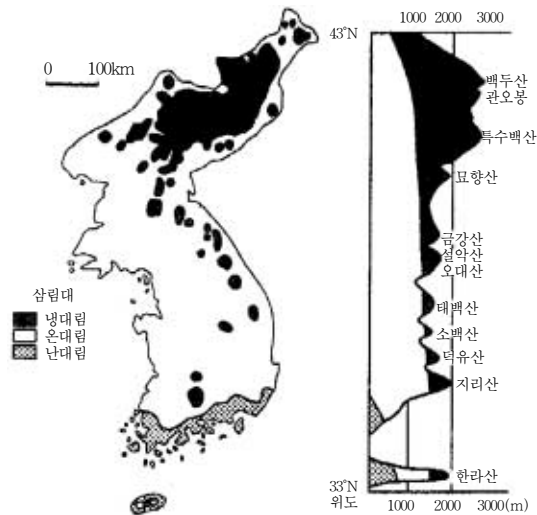 1000 2000 3000
43°N
0 100km
백두산
관오봉
특수백산
묘향산
금강산
설악산
오대산
삼림대
냉대림
온대림
난대림
태백산
소백산
덕유산
지리산
한라산
33°N
위도
1000 2000 3000(m)